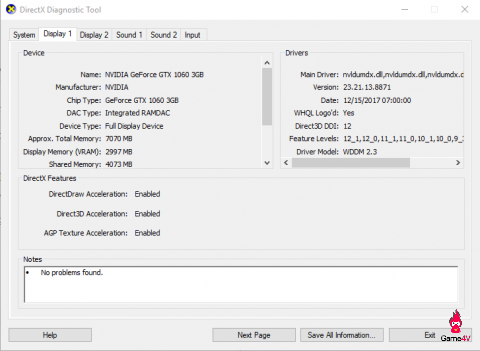 DirectX Diagnostic Tool
System Display 1 Display 2 Sound 1 Sound 2 Input
Device
Name: NVIDIA GeForce GTX 1060 3GB
Manufacturer: NVIDIA
Chip Type: GeForce GTX 1060 3GB
DAC Type: Integrated RAMDAC
Device Type: Full Display Device
Approx. Total Memory: 7070 MB
Display Memory (VRAM): 2997 MB
Shared Memory: 4073 MB
Drivers
Main Driver: nvldumdx.dll,nvldumdx.dll,nvldumdx.d
Version: 23.21.13.8871
Date: 12/15/2017 07:00:00
WHQL Logo'd: Yes
Direct3D DDI: 12
Feature Levels: 12_1,12_0,11_1,11_0,10_1,10_0,9_
Driver Model: WDDM 2.3
DirectX Features
DirectDraw Acceleration: Enabled
Direct3D Acceleration: Enabled
AGP Texture Acceleration: Enabled
Notes
• No problems found.
Help Next Page Save All Information... Exit
Game4V